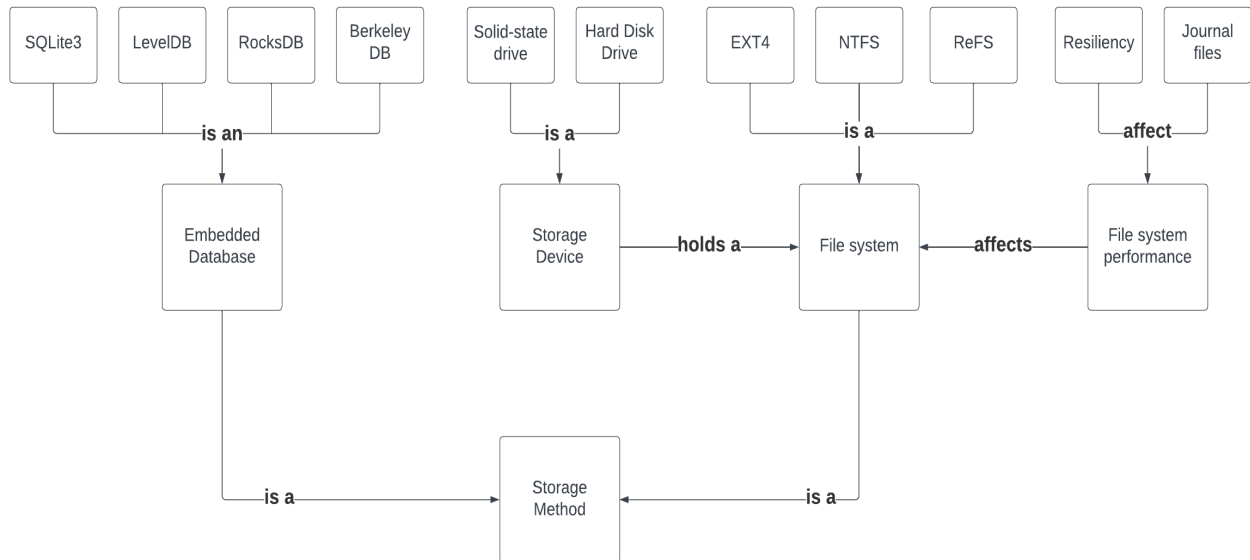 SQLite3
LevelDB
RocksDB
Berkeley
DB
Solid-state
drive
Hard Disk
Drive
EXT4
NTFS
ReFS
Resiliency
Journal
files
is an
is a
is a
affect
Embedded
Database
Storage
Device
holds a
File system
affects
File system
performance
is a
Storage
Method
is a